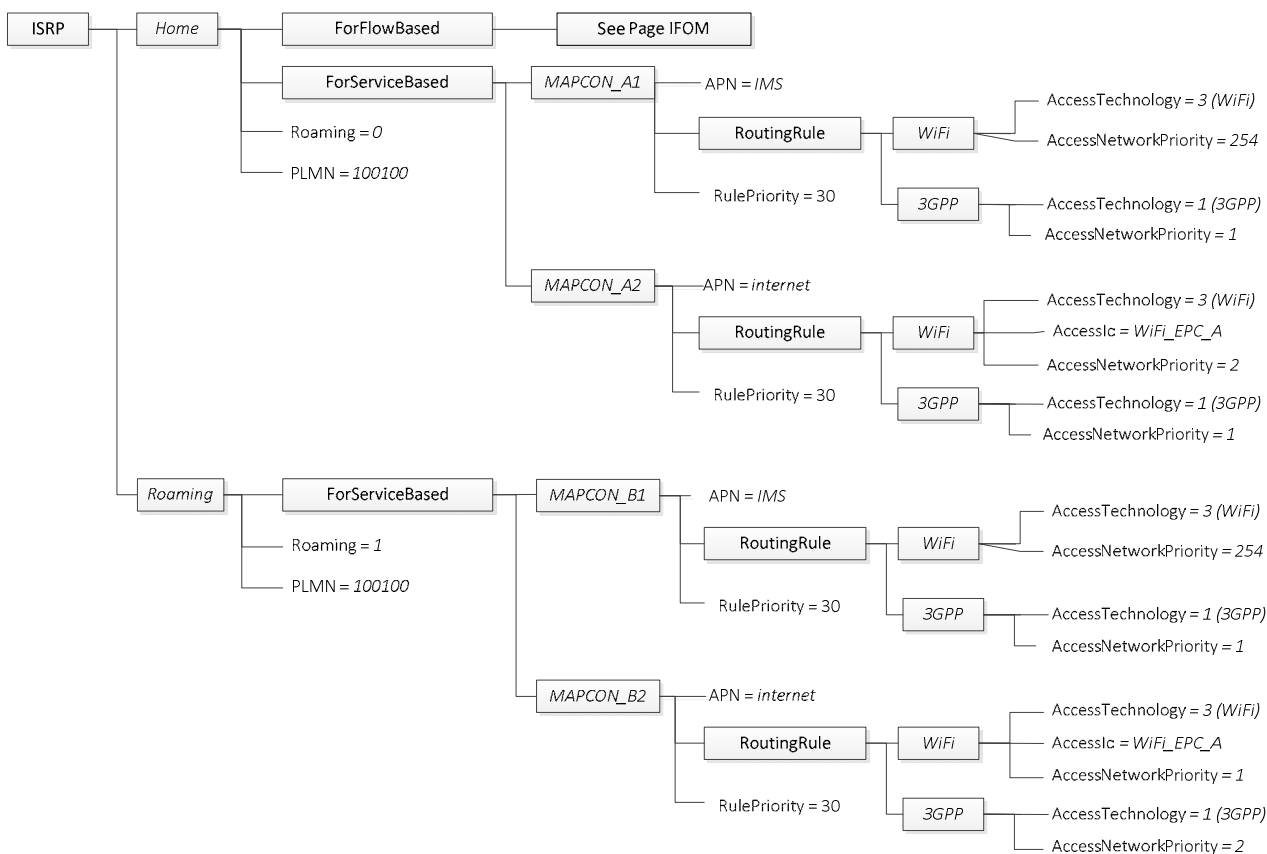 ISRP
Home
ForFlowBased
See Page IFOM
ForServiceBased
MAPCON_A1
APN = IMS
AccessTechnology = 3 (WiFi)
Roaming = 0
RoutingRule
WiFi
AccessNetworkPriority = 254
PLMN = 100100
RulePriority = 30
3GPP
AccessTechnology = 1 (3GPP)
AccessNetworkPriority = 1
MAPCON_A2
APN = internet
AccessTechnology = 3 (WiFi)
RoutingRule
WiFi
AccessId = WiFi_EPC_A
AccessNetworkPriority = 2
RulePriority = 30
3GPP
AccessTechnology = 1 (3GPP)
AccessNetworkPriority = 1
Roaming
ForServiceBased
MAPCON_B1
APN = IMS
AccessTechnology = 3 (WiFi)
Roaming = 1
RoutingRule
WiFi
AccessNetworkPriority = 254
PLMN = 100100
RulePriority = 30
3GPP
AccessTechnology = 1 (3GPP)
AccessNetworkPriority = 1
MAPCON_B2
APN = internet
AccessTechnology = 3 (WiFi)
RoutingRule
WiFi
AccessId = WiFi_EPC_A
AccessNetworkPriority = 1
RulePriority = 30
3GPP
AccessTechnology = 1 (3GPP)
AccessNetworkPriority = 2